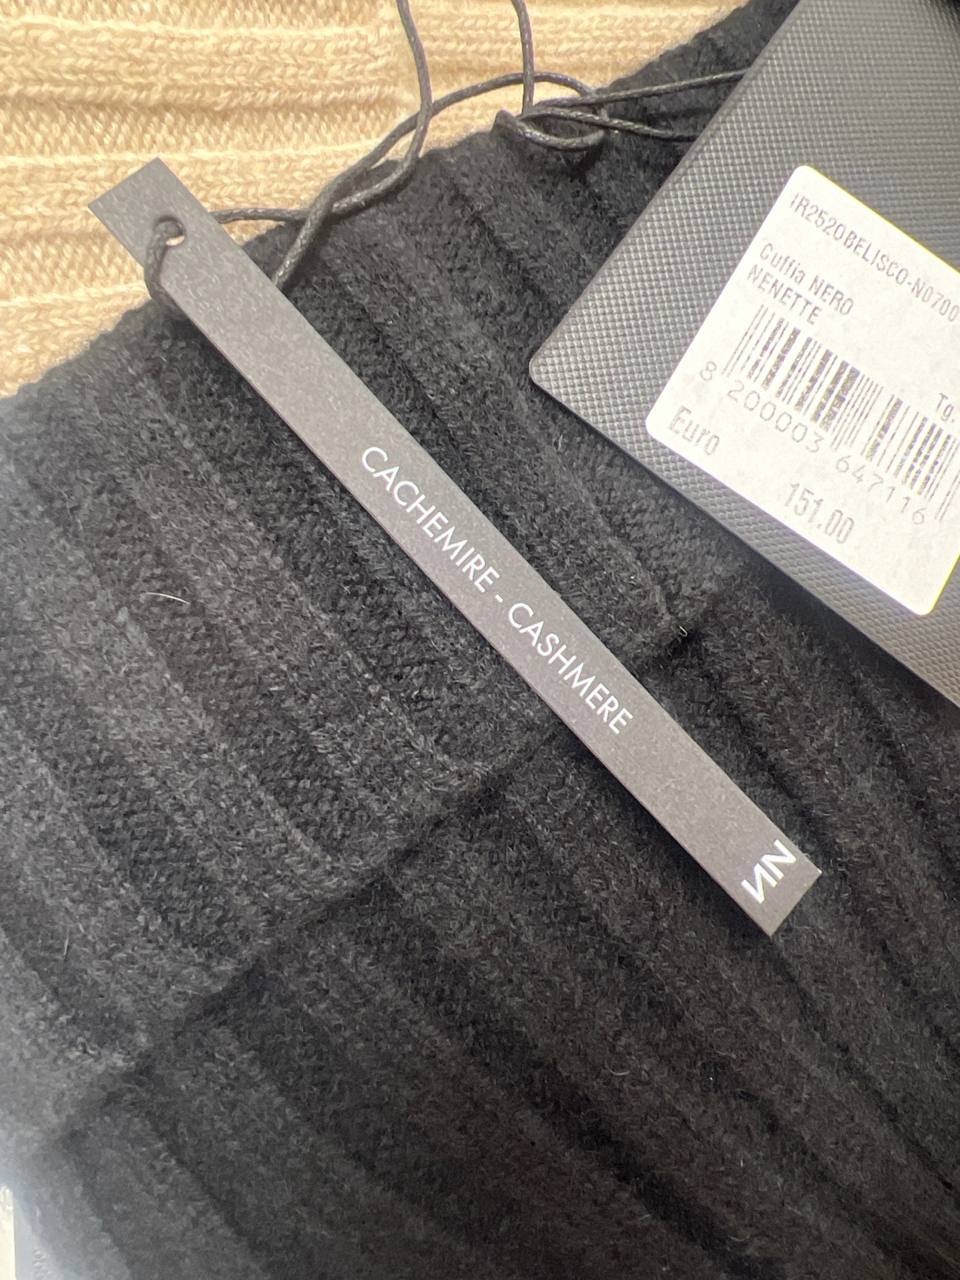 CACHEMIRE - CASHMERE
NN
IR2520BELISCO-N0700
Cuffia NERO
NENETTE
Tg.
8 200003 647116
Euro
151.00